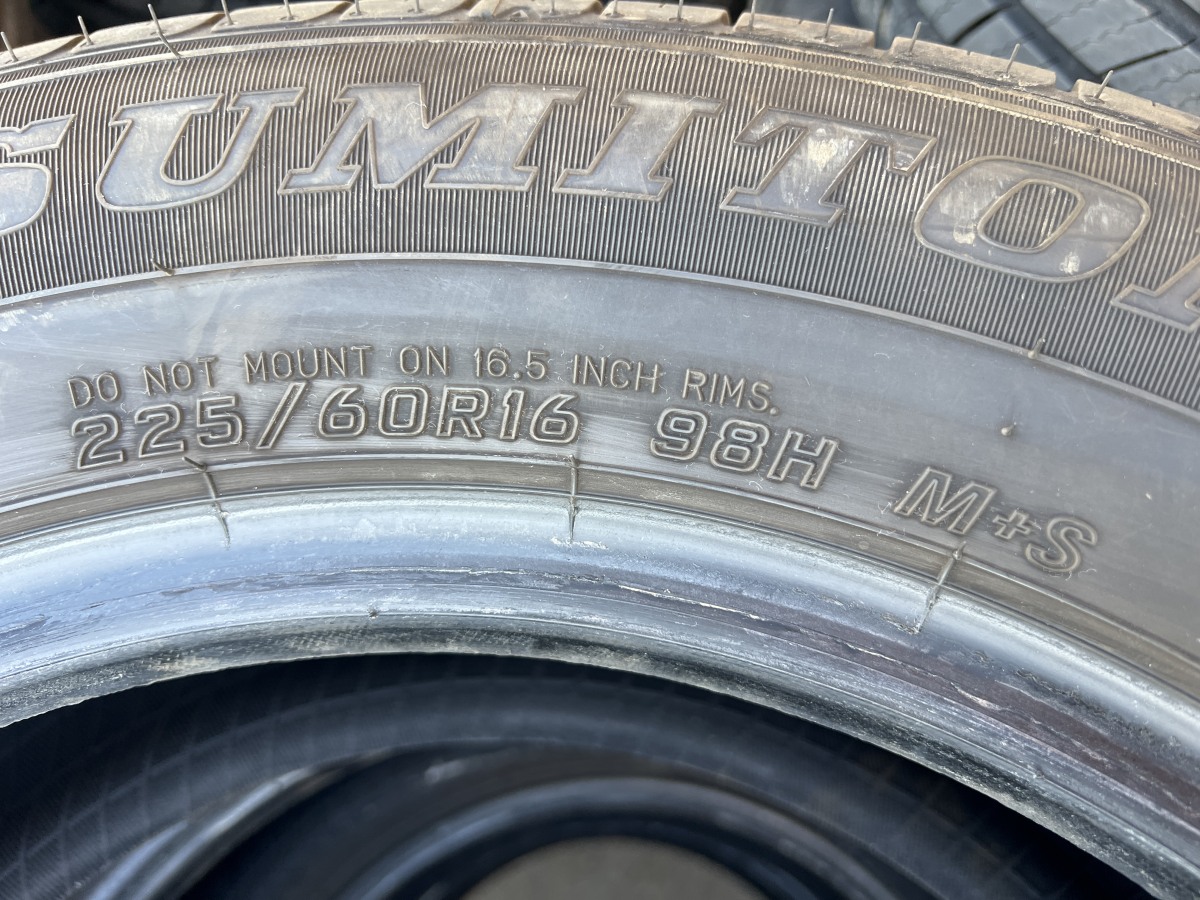 SUMITO
DO NOT MOUNT ON 16.5 INCH RIMS.
225/60R16 98H M+S